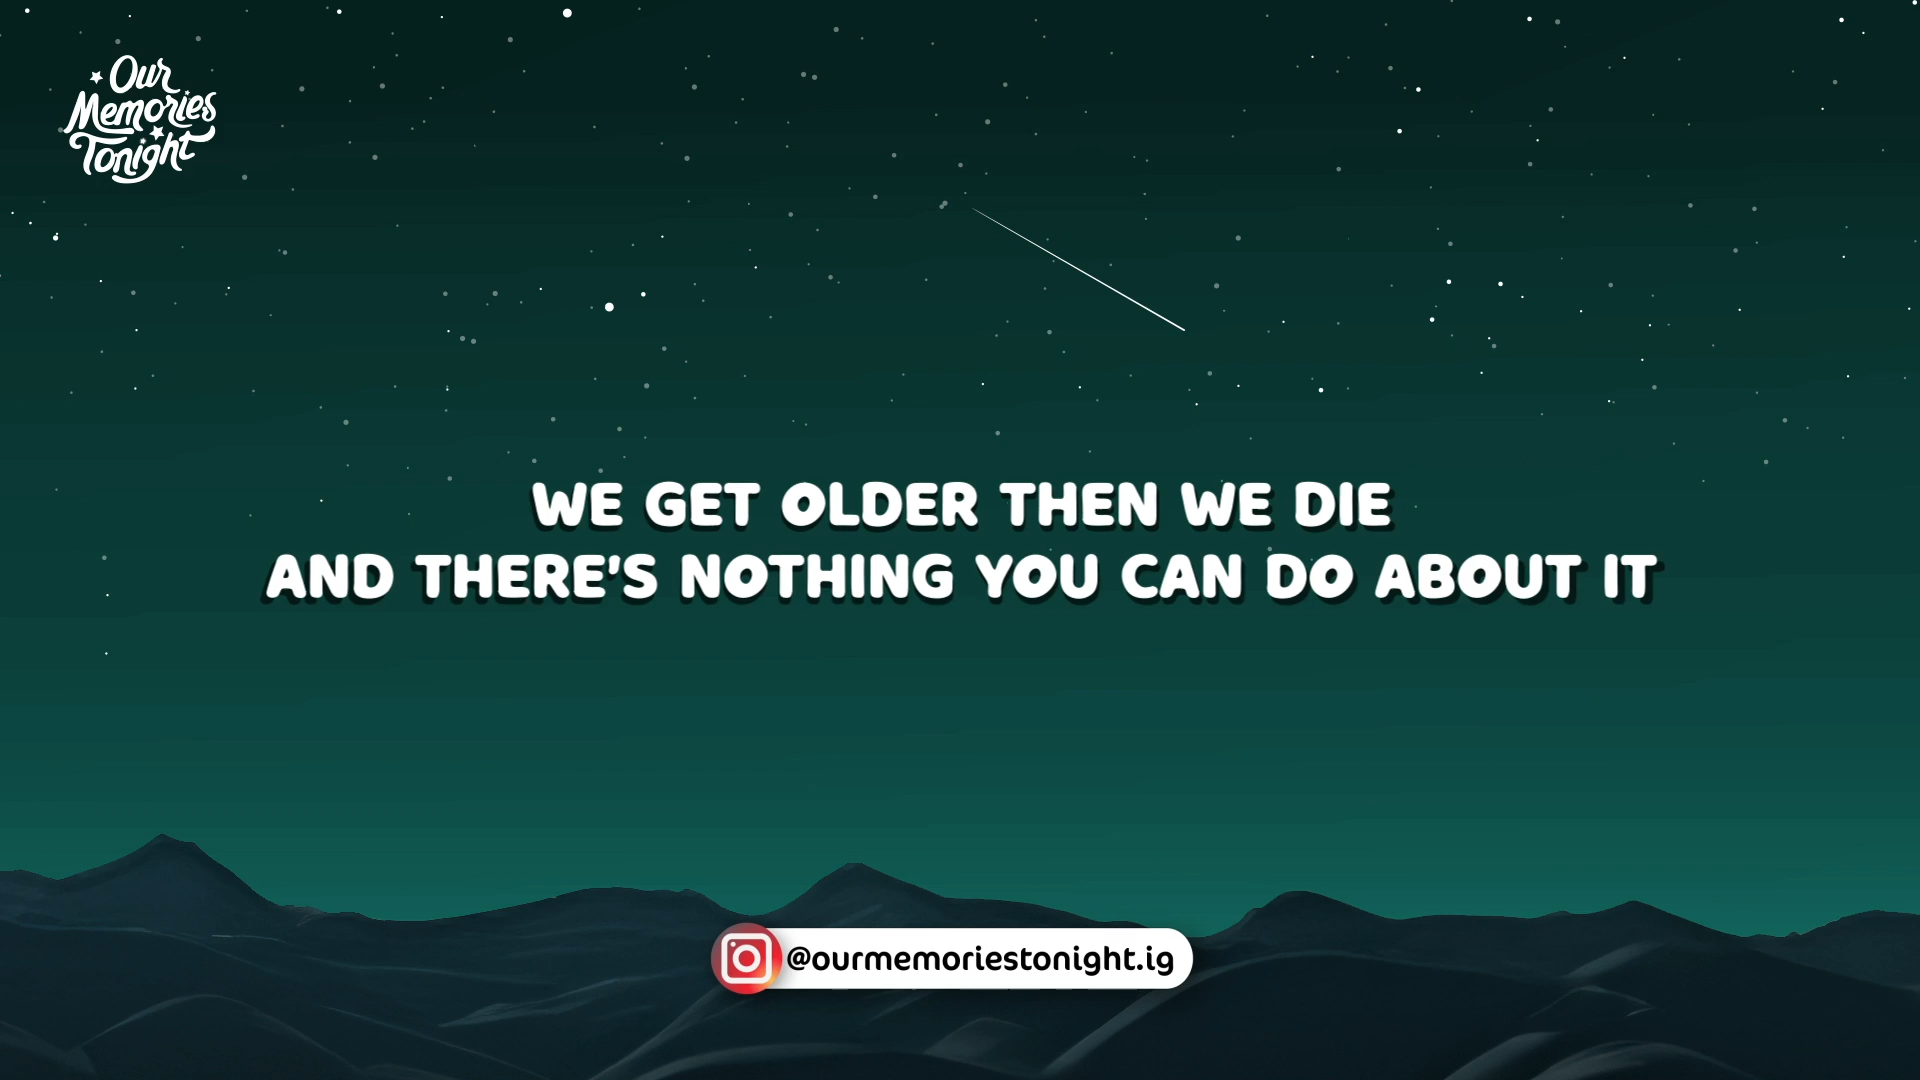 Our
Memories
Tonight
WE GET OLDER THEN WE DIE
AND THERE'S NOTHING YOU CAN DO ABOUT IT
@ourmemoriestonight.ig